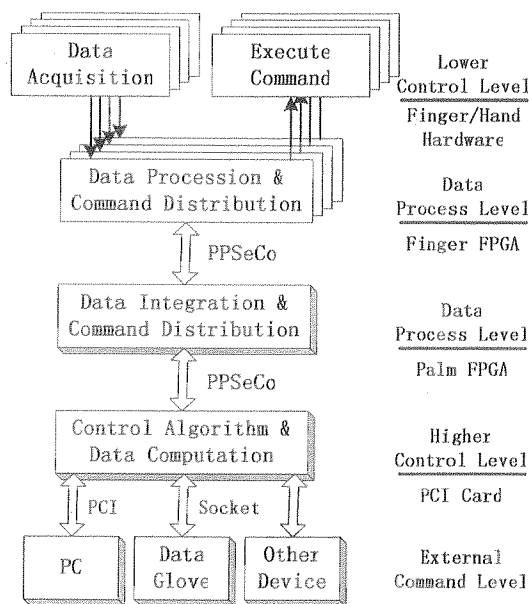 Data
Acquisition
Execute
Command
Lower
Control Level
Finger/Hand
Hardware
Data Procession &
Command Distribution
Data
Process Level
Finger FPGA
PPSeCo
Data Integration &
Command Distribution
Data
Process Level
Palm FPGA
PPSeCo
Control Algorithm &
Data Computation
Higher
Control Level
PCI Card
PCI
Socket
PC
Data
Glove
Other
Device
External
Command Level